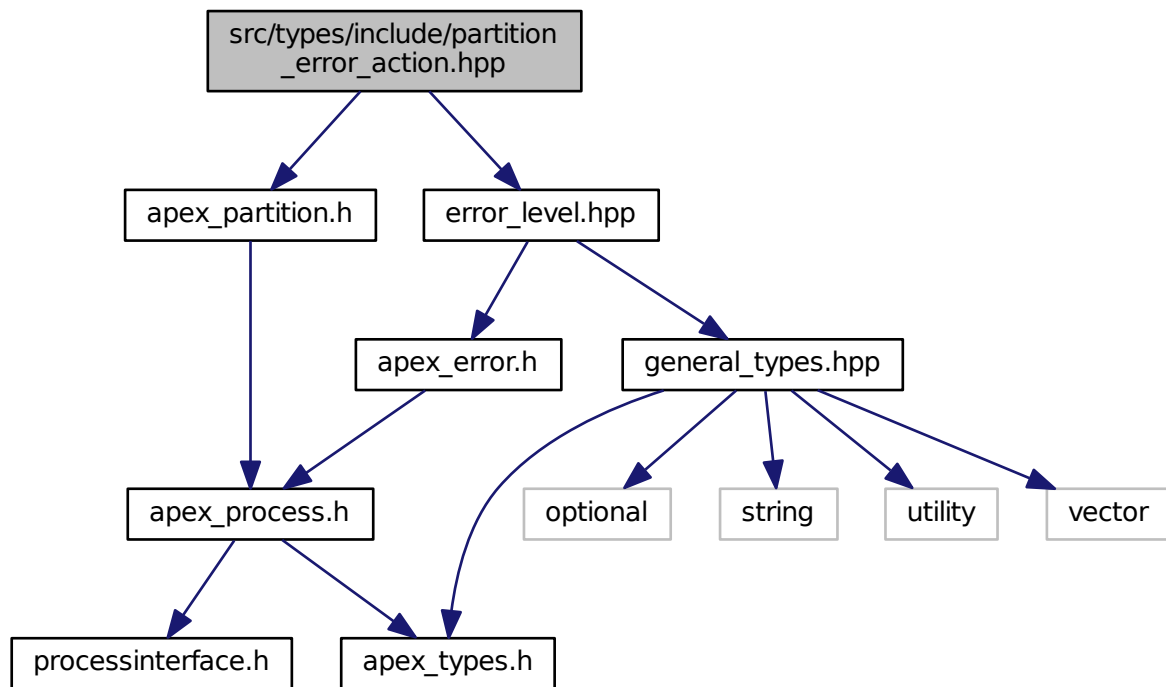 src/types/include/partition
_error_action.hpp
apex_partition.h
error_level.hpp
apex_error.h
general_types.hpp
apex_process.h
optional
string
utility
vector
processinterface.h
apex_types.h